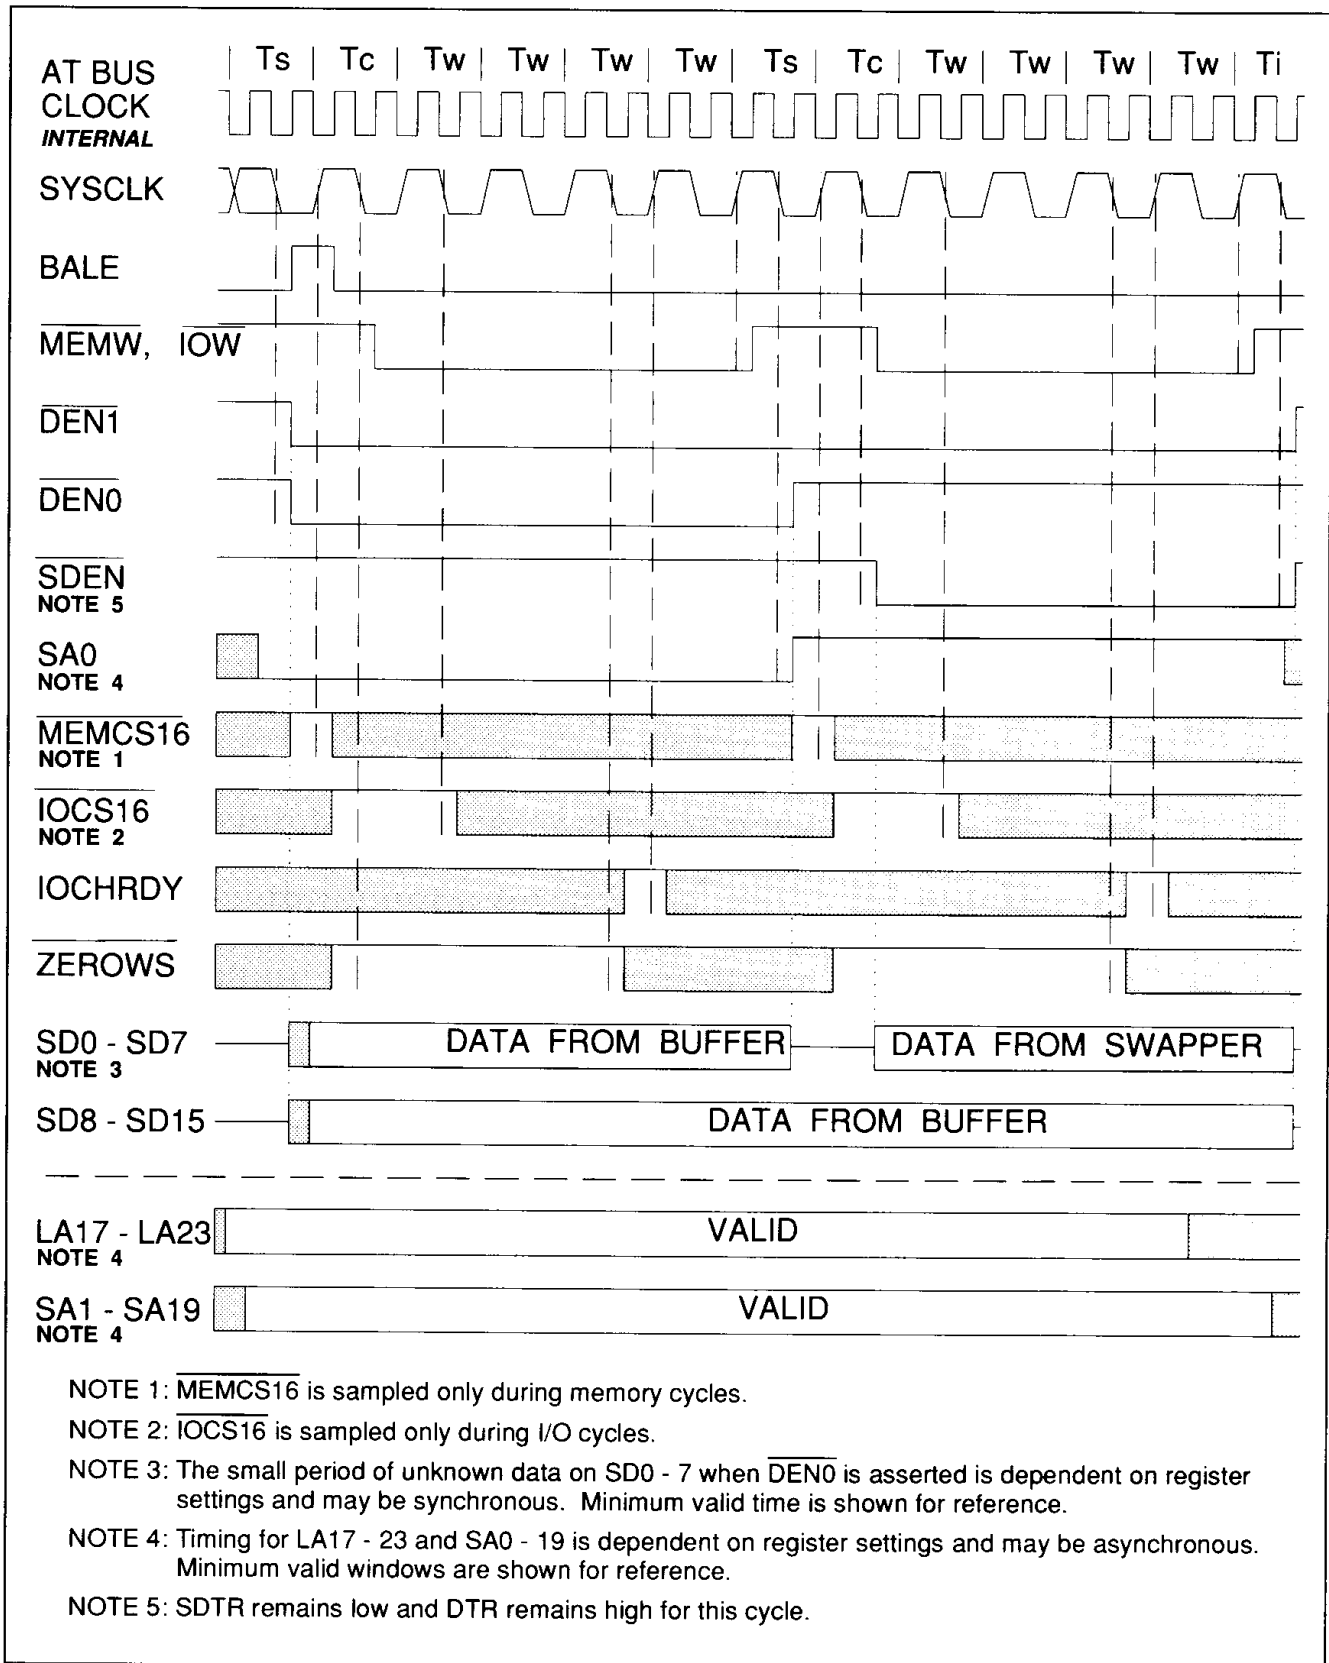 AT BUS | Ts | Tc | Tw | Tw | Tw | Tw | Ts | Tc | Tw | Tw | Tw | Tw | Ti
CLOCK
INTERNAL
SYSCLK
BALE
MEMW, IOW
DEN1
DEN0
SDEN
NOTE 5
SA0
NOTE 4
MEMCS16
NOTE 1
IOCS16
NOTE 2
IOCHRDY
ZEROWS
SD0 - SD7 DATA FROM BUFFER DATA FROM SWAPPER
NOTE 3
SD8 - SD15 DATA FROM BUFFER
LA17 - LA23 VALID
NOTE 4
SA1 - SA19 VALID
NOTE 4
NOTE 1: MEMCS16 is sampled only during memory cycles.
NOTE 2: IOCS16 is sampled only during I/O cycles.
NOTE 3: The small period of unknown data on SD0 - 7 when DEN0 is asserted is dependent on register
settings and may be synchronous. Minimum valid time is shown for reference.
NOTE 4: Timing for LA17 - 23 and SA0 - 19 is dependent on register settings and may be asynchronous.
Minimum valid windows are shown for reference.
NOTE 5: SDTR remains low and DTR remains high for this cycle.